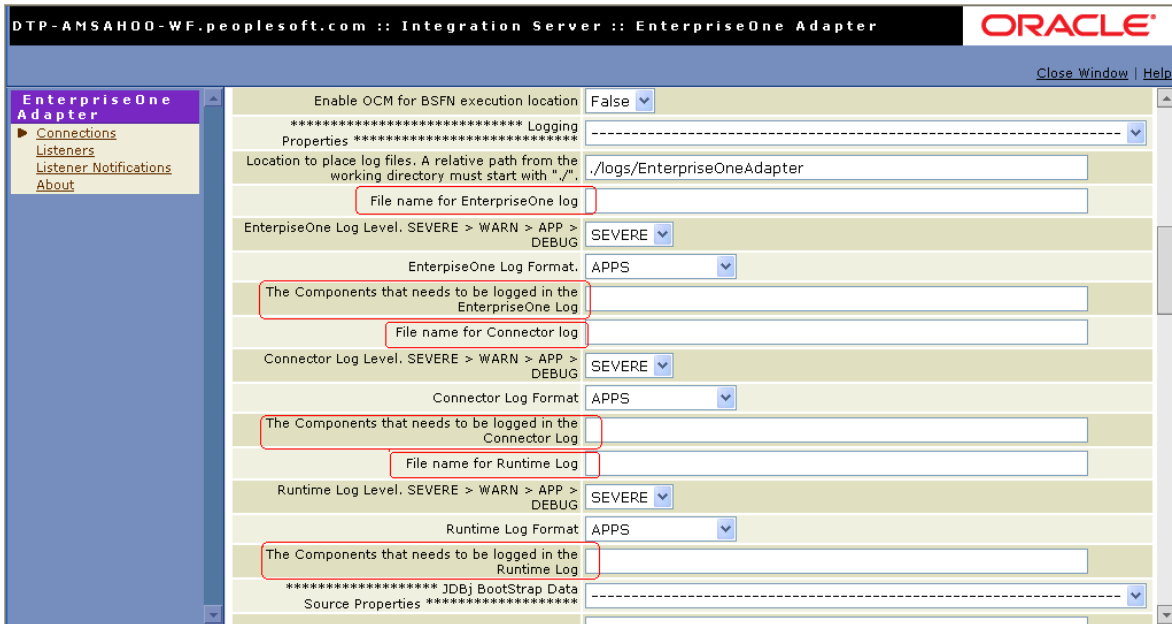 DTP-AMSAHOO-WF.peoplesoft.com :: Integration Server :: EnterpriseOne Adapter
ORACLE
Close Window | Help
EnterpriseOne
Adapter
Connections
Listeners
Listener Notifications
About
Enable OCM for BSFN execution location
False
**************************** Logging
Properties ****************************
Location to place log files. A relative path from the
working directory must start with "./".
./logs/EnterpriseOneAdapter
File name for EnterpriseOne log
EnterpiseOne Log Level. SEVERE > WARN > APP >
DEBUG
SEVERE
EnterpiseOne Log Format.
APPS
The Components that needs to be logged in the
EnterpriseOne Log
File name for Connector log
Connector Log Level. SEVERE > WARN > APP >
DEBUG
SEVERE
Connector Log Format
APPS
The Components that needs to be logged in the
Connector Log
File name for Runtime Log
Runtime Log Level. SEVERE > WARN > APP >
DEBUG
SEVERE
Runtime Log Format
APPS
The Components that needs to be logged in the
Runtime Log
******************* JDBj BootStrap Data
Source Properties *******************